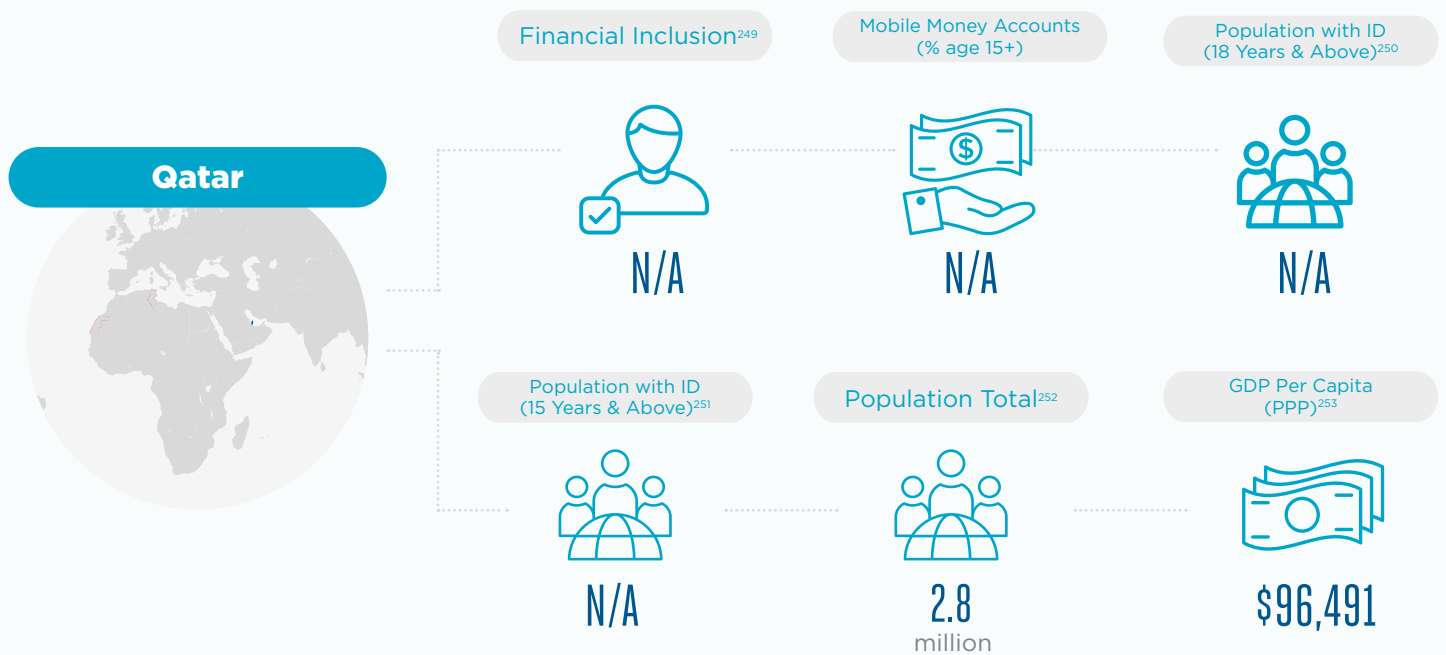 Qatar
Financial Inclusion249
Mobile Money Accounts
(% age 15+)
Population with ID
(18 Years & Above)250
$
N/A
N/A
N/A
Population with ID
(15 Years & Above)251
Population Total252
GDP Per Capita
(PPP)253
N/A
2.8
million
$96,491